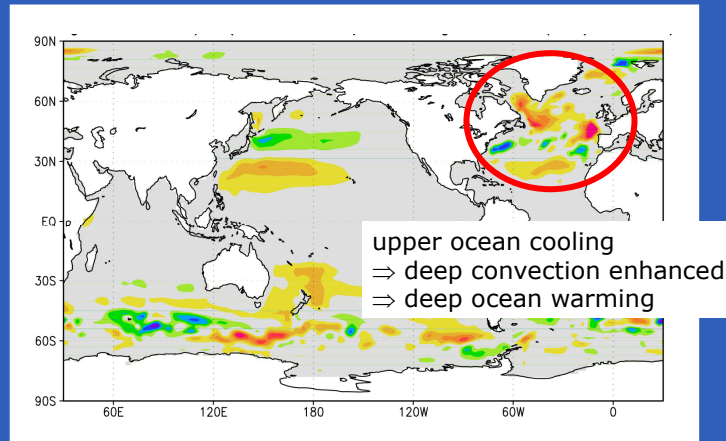 90N
60N
30N
EQ
30S
60S
90S
60E 120E 180 120W 60W 0
upper ocean cooling
⇒ deep convection enhanced
⇒ deep ocean warming